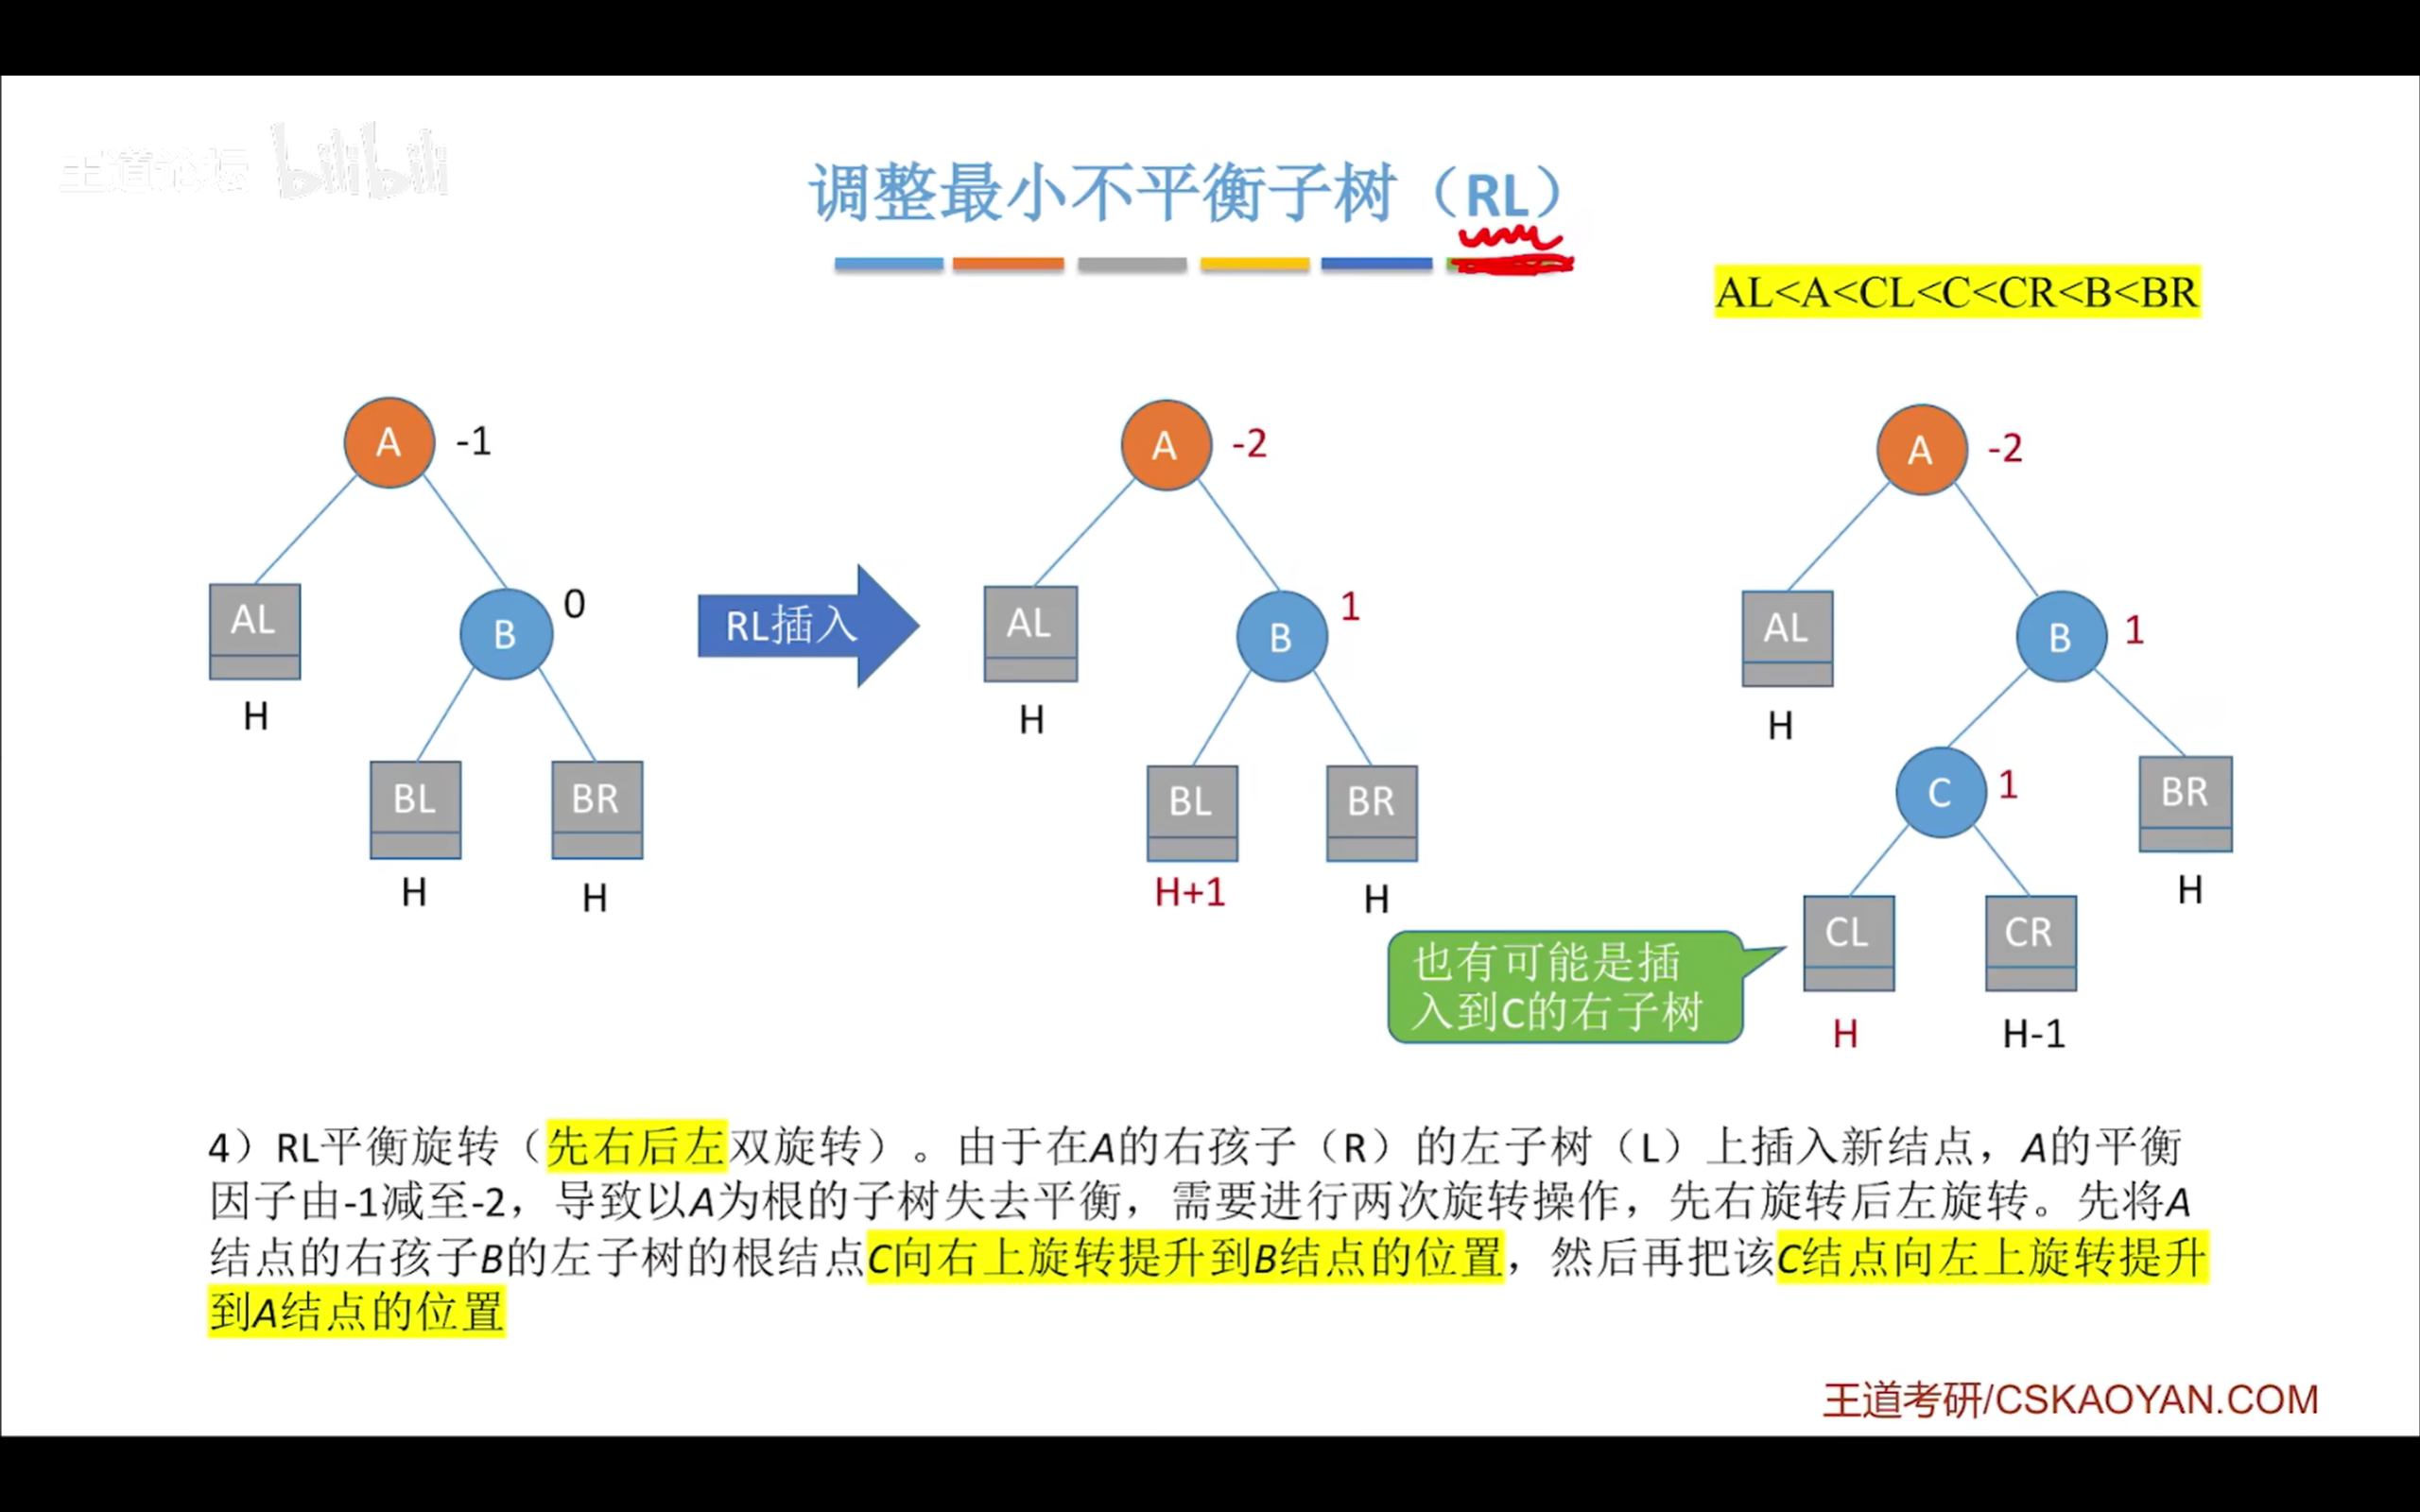 王道论坛 bilibili
调整最小不平衡子树（RL）
AL<A<CL<C<CR<B<BR
A -1
AL
H
B 0
BL
H
BR
H
RL插入
A -2
AL
H
B 1
BL
H+1
BR
H
A -2
AL
H
B 1
C 1
BR
H
CL
H
CR
H-1
也有可能是插
入到C的右子树
4）RL平衡旋转（先右后左双旋转）。由于在A的右孩子（R）的左子树（L）上插入新结点，A的平衡
因子由-1减至-2，导致以A为根的子树失去平衡，需要进行两次旋转操作，先右旋转后左旋转。先将A
结点的右孩子B的左子树的根结点C向右上旋转提升到B结点的位置，然后再把该C结点向左上旋转提升
到A结点的位置
王道考研/CSKAOYAN.COM